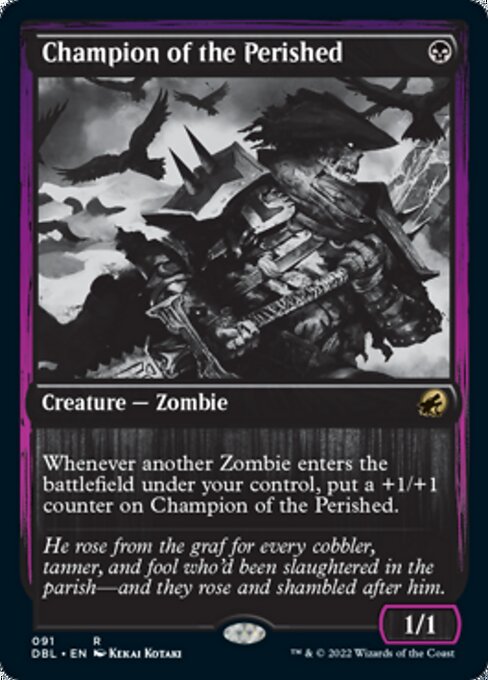 Champion of the Perished
Creature — Zombie
Whenever another Zombie enters the
battlefield under your control, put a +1/+1
counter on Champion of the Perished.
He rose from the graf for every cobbler,
tanner, and fool who'd been slaughtered in the
parish—and they rose and shambled after him.
1/1
091 R
DBL • EN Kekai Kotaki
™ & © 2022 Wizards of the Coast